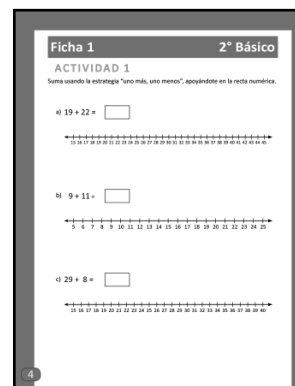 Ficha 1 2° Básico
ACTIVIDAD 1
Suma usando la estrategia "uno más, uno menos", apoyándote en la recta numérica.
a) 19 + 22 =
15 16 17 18 19 20 21 22 23 24 25 26 27 28 29 30 31 32 33 34 35 36 37 38 39 40 41 42 43 44 45
b) 9 + 11 =
5 6 7 8 9 10 11 12 13 14 15 16 17 18 19 20 21 22 23 24 25
c) 29 + 8 =
15 16 17 18 19 20 21 22 23 24 25 26 27 28 29 30 31 32 33 34 35 36 37 38 39 40
4